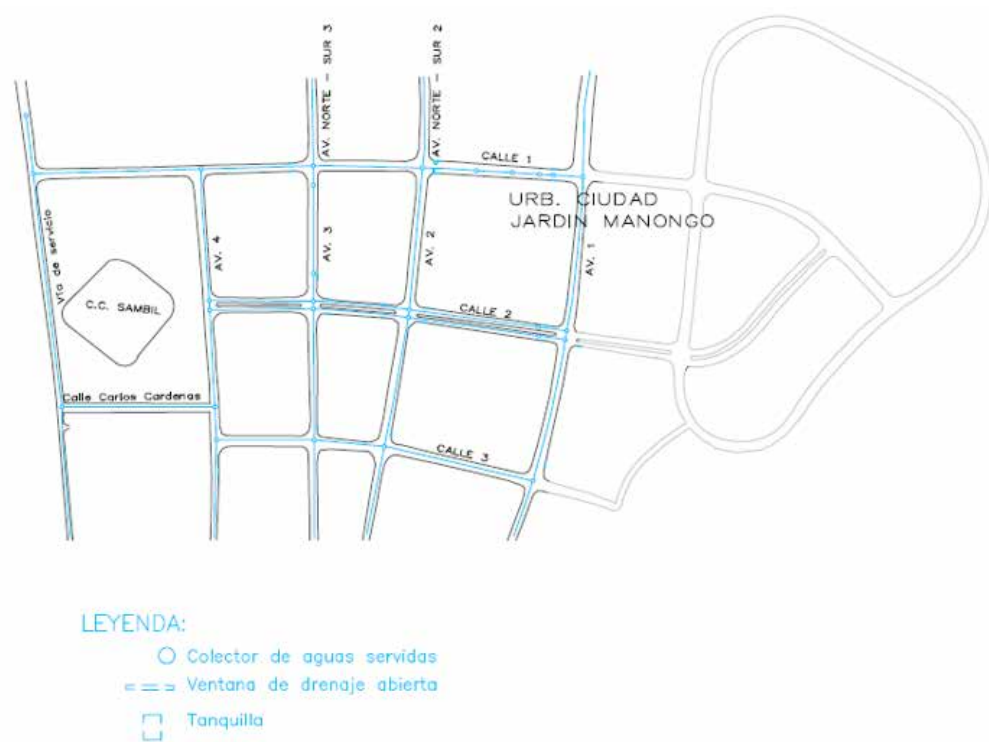 AV. NORTE - SUR 3
AV. NORTE - SUR 2
CALLE 1
URB. CIUDAD
JARDIN MANONGO
Vía de servicio
AV. 4
AV. 3
AV. 2
AV. 1
C.C. SAMBIL
CALLE 2
Calle Carlos Cardenas
CALLE 3
LEYENDA:
Colector de aguas servidas
Ventana de drenaje abierta
Tanquilla